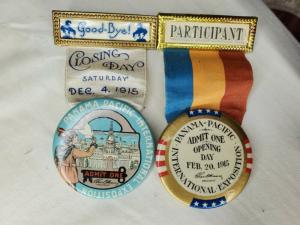 Good-Bye!
CLOSING
DAY
SATURDAY
DEC. 4, 1915
PANAMA PACIFIC INTERNATIONAL EXPOSITION
ADMIT ONE
PARTICIPANT
PANAMA-PACIFIC
ADMIT ONE
OPENING
DAY
FEB. 20, 1915
INTERNATIONAL EXPOSITION